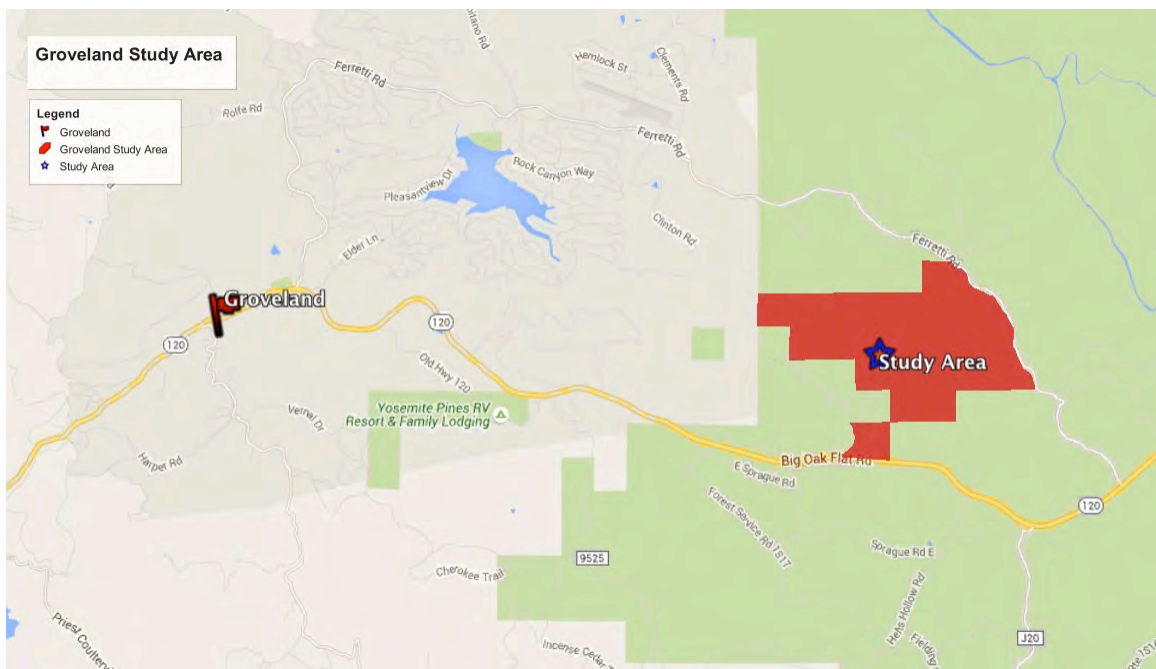 Groveland Study Area
Legend
Groveland
Groveland Study Area
Study Area
Ferretti Rd
Hemlock St
Clements Rd
Rolfe Rd
Ferretti Rd
Rock Canyon Way
Pleasantview Dr
Clinton Rd
Elder Ln
Ferretti Rd
Groveland
120
120
Study Area
Old Hwy 120
Yosemite Pines RV
Resort & Family Lodging
Vernal Dr
Harper Rd
Big Oak Flat Rd
E Sprague Rd
Forest Service Rd 1S17
120
Sprague Rd E
9525
Cherokee Trail
Hells Hollow Rd
Priest Coulterv
J20
Incense Cedar T
Fielding